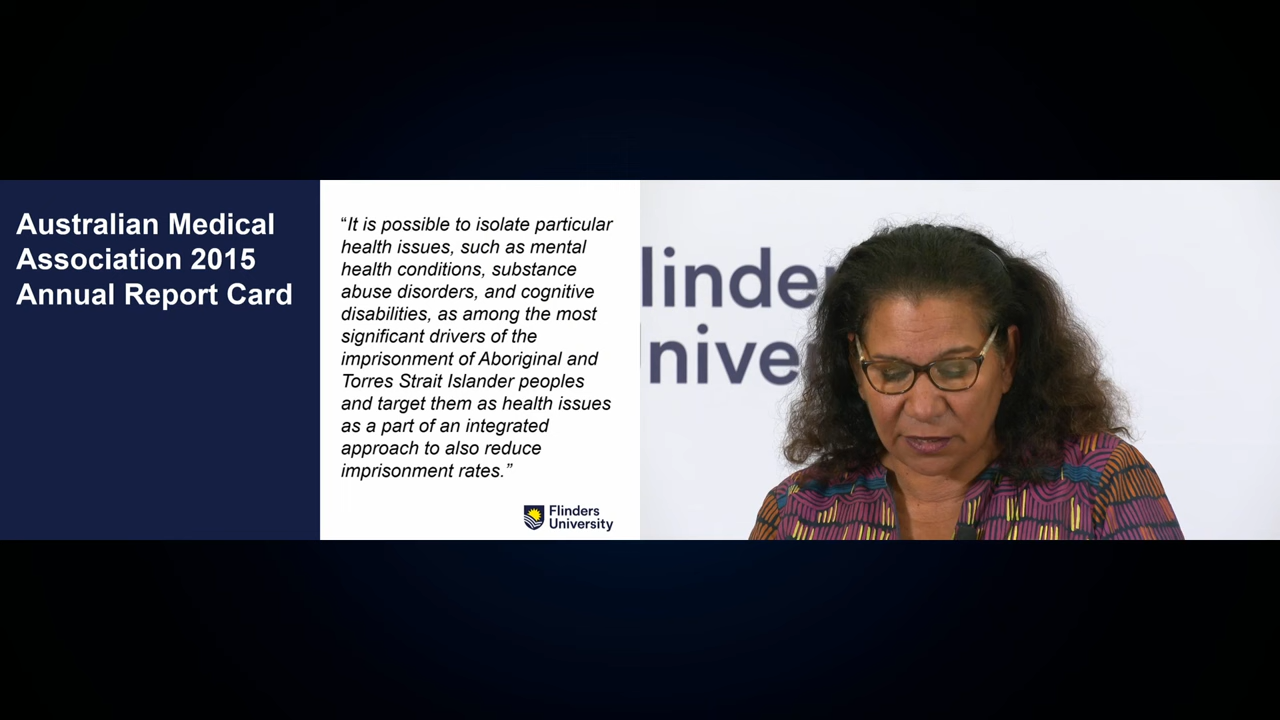 Australian Medical
Association 2015
Annual Report Card
“It is possible to isolate particular
health issues, such as mental
health conditions, substance
abuse disorders, and cognitive
disabilities, as among the most
significant drivers of the
imprisonment of Aboriginal and
Torres Strait Islander peoples
and target them as health issues
as a part of an integrated
approach to also reduce
imprisonment rates.”
Flinders
University
linder
nive